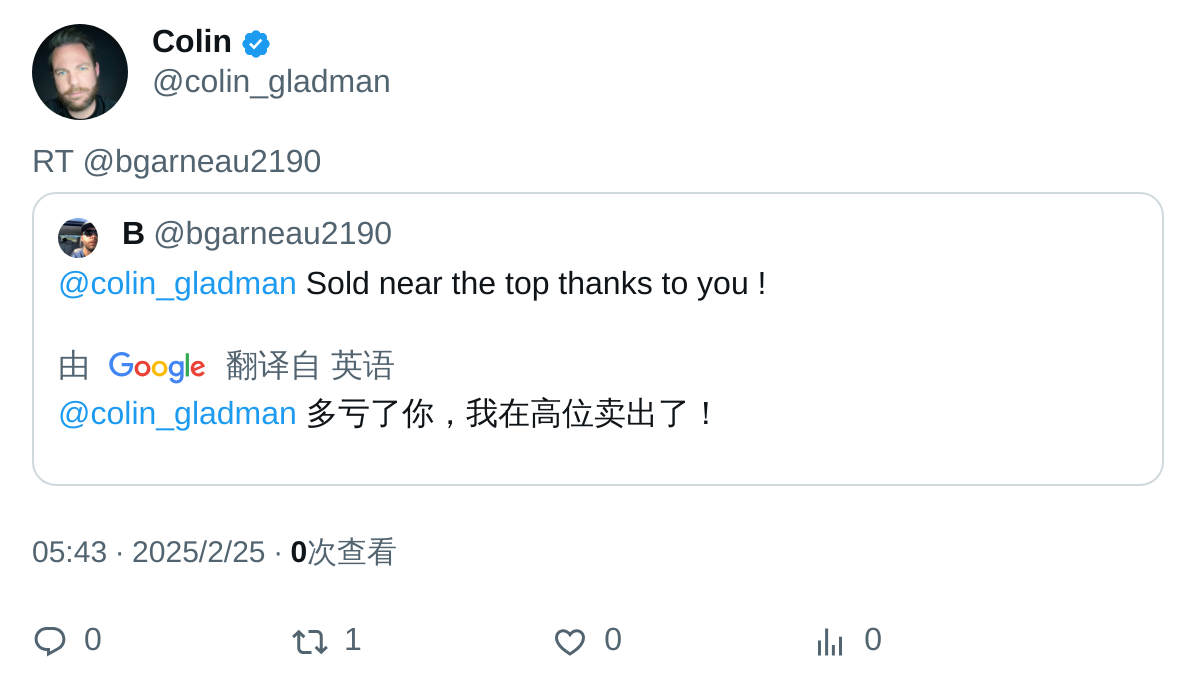 Colin
@colin_gladman
RT @bgarneau2190
B @bgarneau2190
@colin_gladman Sold near the top thanks to you !
由 Google 翻译自 英语
@colin_gladman 多亏了你，我在高位卖出了！
05:43 · 2025/2/25 · 0次查看
0 1 0 0